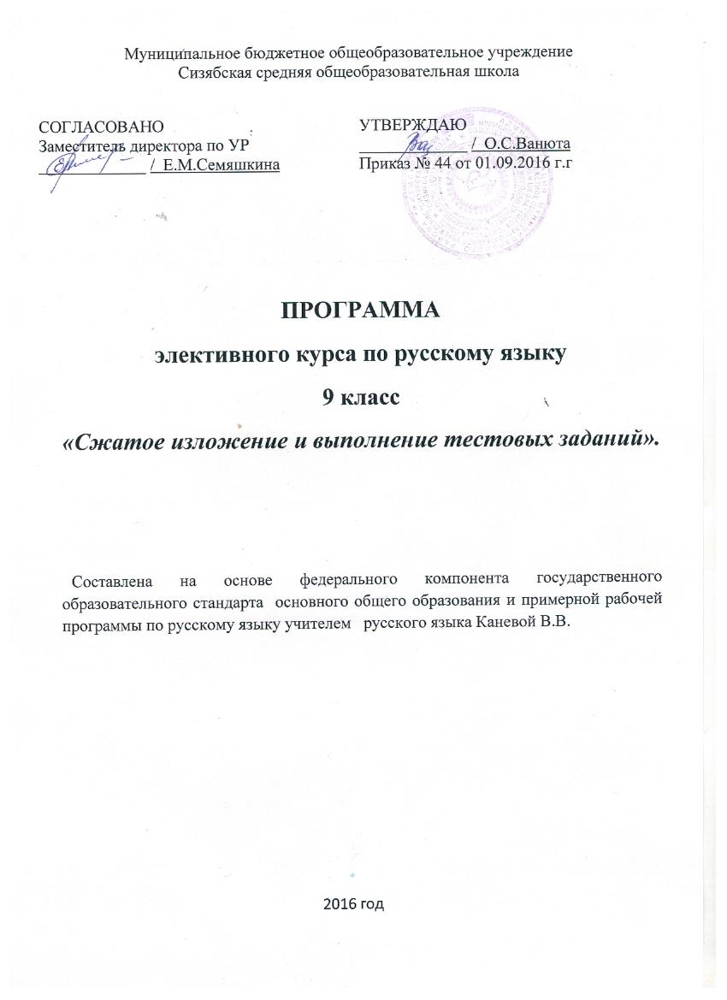 Муниципальное бюджетное общеобразовательное учреждение
Сизябская средняя общеобразовательная школа
СОГЛАСОВАНО
Заместитель директора по УР
_____________ / Е.М.Семяшкина
УТВЕРЖДАЮ
_____________ / О.С.Ванюта
Приказ № 44 от 01.09.2016 г.г
ПРОГРАММА
элективного курса по русскому языку
9 класс
«Сжатое изложение и выполнение тестовых заданий».
Составлена на основе федерального компонента государственного
образовательного стандарта основного общего образования и примерной рабочей
программы по русскому языку учителем русского языка Каневой В.В.
2016 год